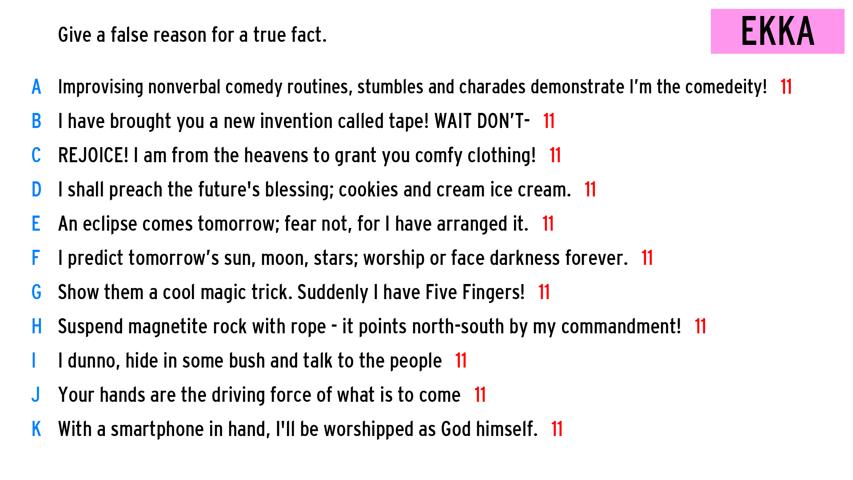 Give a false reason for a true fact.
EKKA
A Improvising nonverbal comedy routines, stumbles and charades demonstrate I'm the comedeity! 11
B I have brought you a new invention called tape! WAIT DON'T- 11
C REJOICE! I am from the heavens to grant you comfy clothing! 11
D I shall preach the future's blessing; cookies and cream ice cream. 11
E An eclipse comes tomorrow; fear not, for I have arranged it. 11
F I predict tomorrow's sun, moon, stars; worship or face darkness forever. 11
G Show them a cool magic trick. Suddenly I have Five Fingers! 11
H Suspend magnetite rock with rope - it points north-south by my commandment! 11
I I dunno, hide in some bush and talk to the people 11
J Your hands are the driving force of what is to come 11
K With a smartphone in hand, I'll be worshipped as God himself. 11